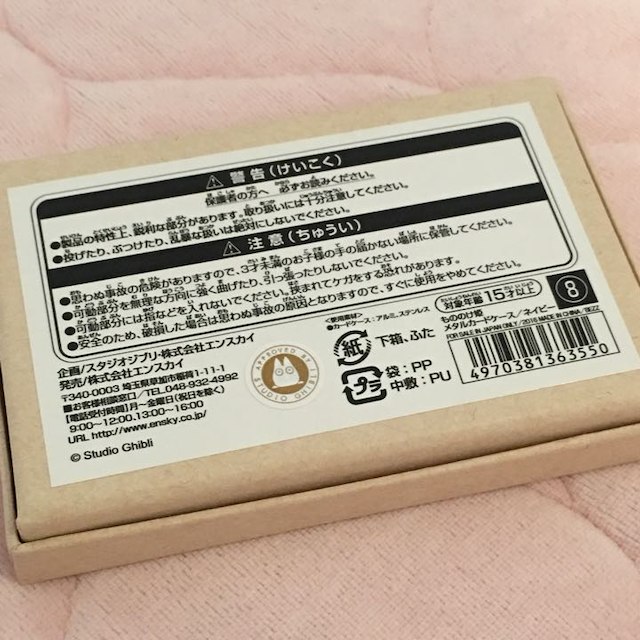 ⚠ 警告（けいこく）
保護者の方へ 必ずお読みください。
●製品の特性上、鋭利な部分があります。取り扱いには十分注意してください。
●投げたり、ぶつけたり、乱暴な扱いは絶対にしないでください。
⚠ 注意（ちゅうい）
●思わぬ事故の危険がありますので、3才未満のお子様の手の届かない場所に保管してください。
●可動部分を無理な方向に強く曲げたり、引っ張ったりしないでください。
●可動部分には指などを入れないでください。挟まれてケガをする恐れがあります。
●安全のため、破損した場合は思わぬ事故の原因となりますので、すぐに使用をやめてください。
企画/スタジオジブリ・株式会社エンスカイ
発売/株式会社エンスカイ
〒340-0003 埼玉県草加市稲荷1-11-1
■お客様相談窓口/TEL048-932-4992
【電話受付時間】月〜金曜日(祝日を除く)
9:00〜12:00、13:00〜16:00
URL http://www.ensky.co.jp/
© Studio Ghibli
APPROVED BY STUDIO GHIBLI
<使用素材>
●カードケース：アルミ、ステンレス
紙 下箱、ふた
プラ 袋：PP
中敷：PU
対象年齢 15才以上
8
もののけ姫
メタルカードケース／ネイビー
FOR SALE IN JAPAN ONLY
MADE IN CHINA
4970381363550